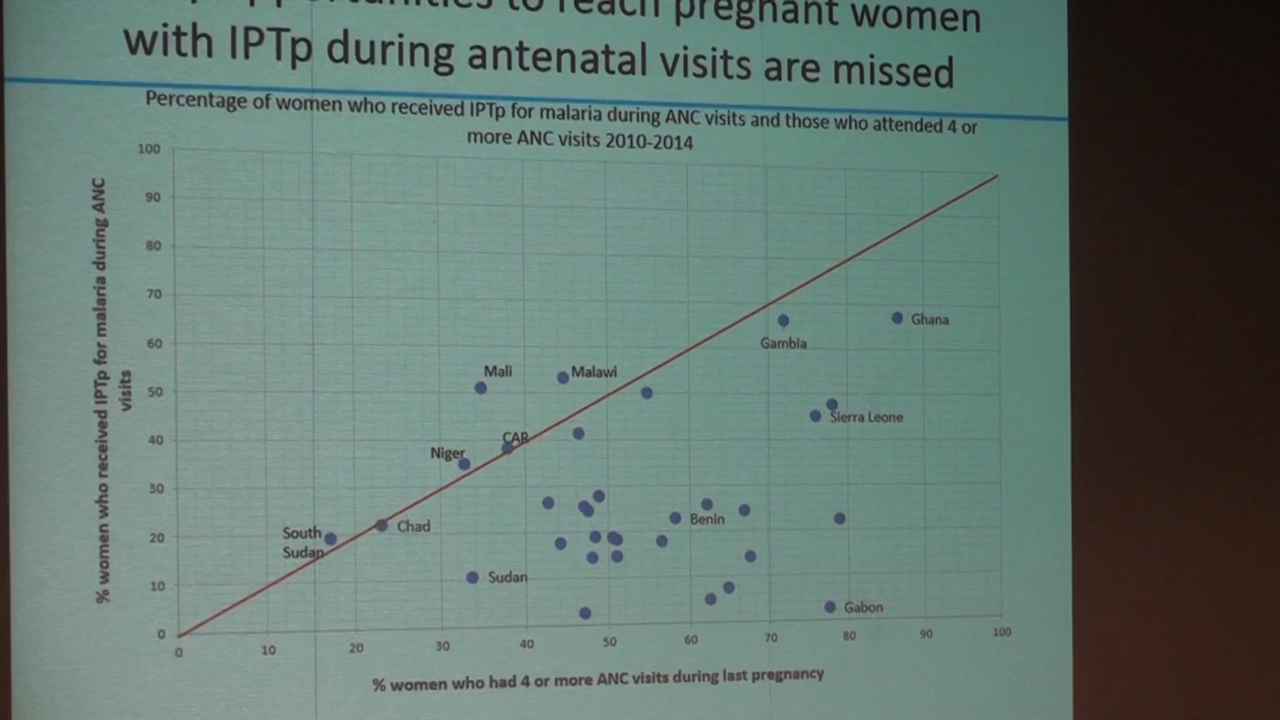 to reach pregnant women
with IPTp during antenatal visits are missed
Percentage of women who received IPTp for malaria during ANC visits and those who attended 4 or
more ANC visits 2010-2014
% women who received IPTp for malaria during ANC
visits
100
90
80
70
60
50
40
30
20
10
0
Ghana
Gambia
Mali
Malawi
Sierra Leone
CAR
Niger
South
Sudan
Chad
Benin
Sudan
Gabon
0
10
20
30
40
50
60
70
80
90
100
% women who had 4 or more ANC visits during last pregnancy